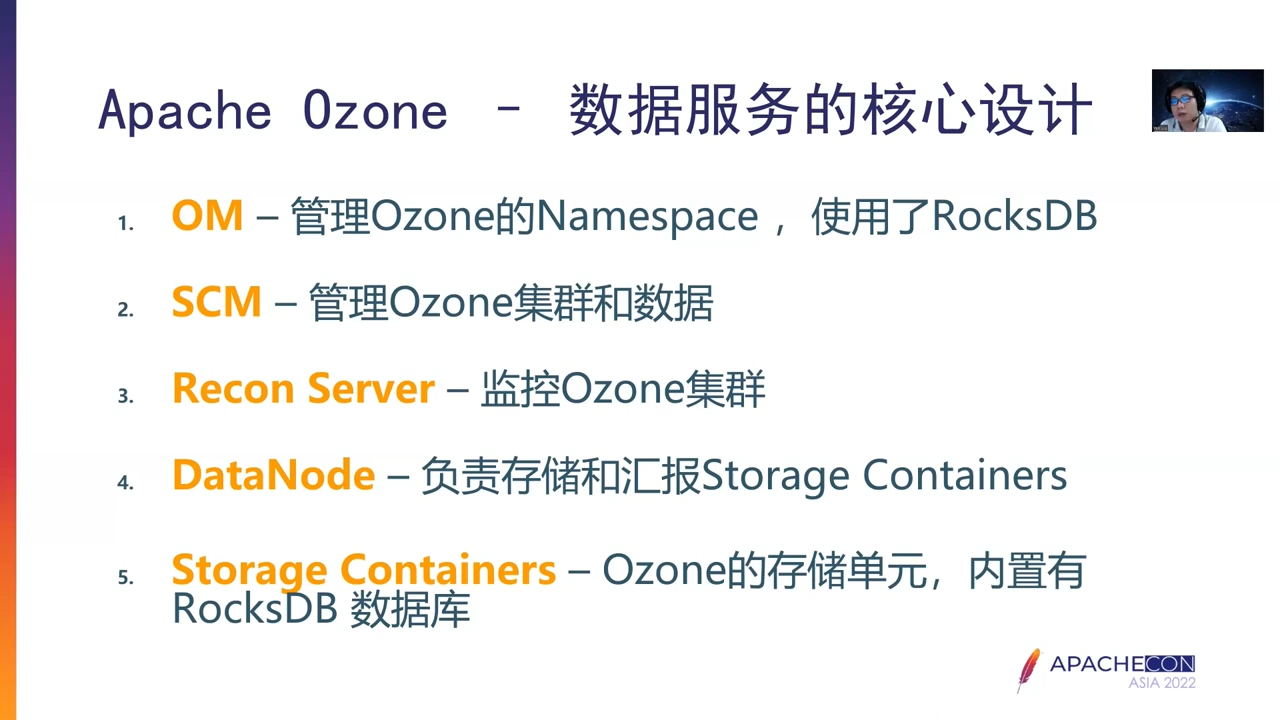 Apache Ozone – 数据服务的核心设计
1. OM – 管理Ozone的Namespace ，使用了RocksDB
2. SCM – 管理Ozone集群和数据
3. Recon Server – 监控Ozone集群
4. DataNode – 负责存储和汇报Storage Containers
5. Storage Containers – Ozone的存储单元，内置有
RocksDB 数据库
APACHECON
ASIA 2022